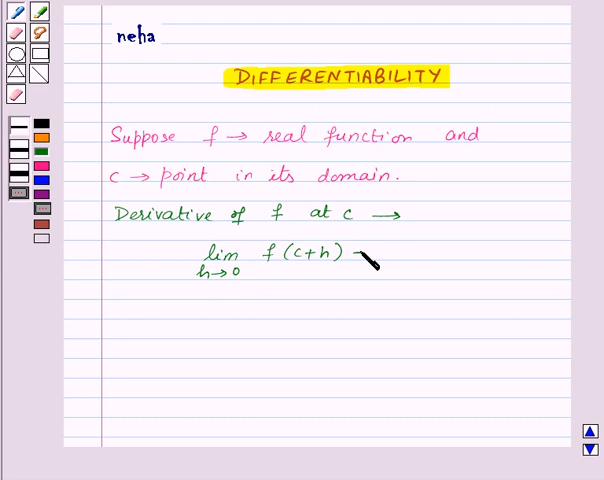 neha
DIFFERENTIABILITY
Suppose f → real function and
c → point in its domain.
Derivative of f at c →
lim f(c+h) -
h→0